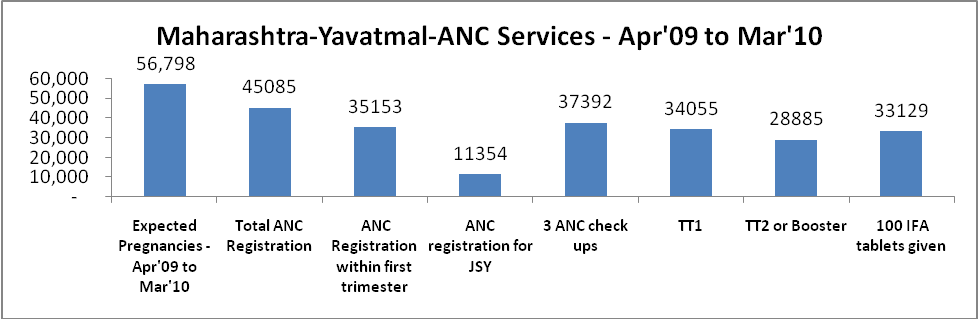 Maharashtra-Yavatmal-ANC Services - Apr'09 to Mar'10
56,798
45085
35153
11354
37392
34055
28885
33129
60,000
50,000
40,000
30,000
20,000
10,000
-
Expected
Pregnancies -
Apr'09 to
Mar'10
Total ANC
Registration
ANC
Registration
within first
trimester
ANC
registration for
JSY
3 ANC check
ups
TT1
TT2 or Booster
100 IFA
tablets given